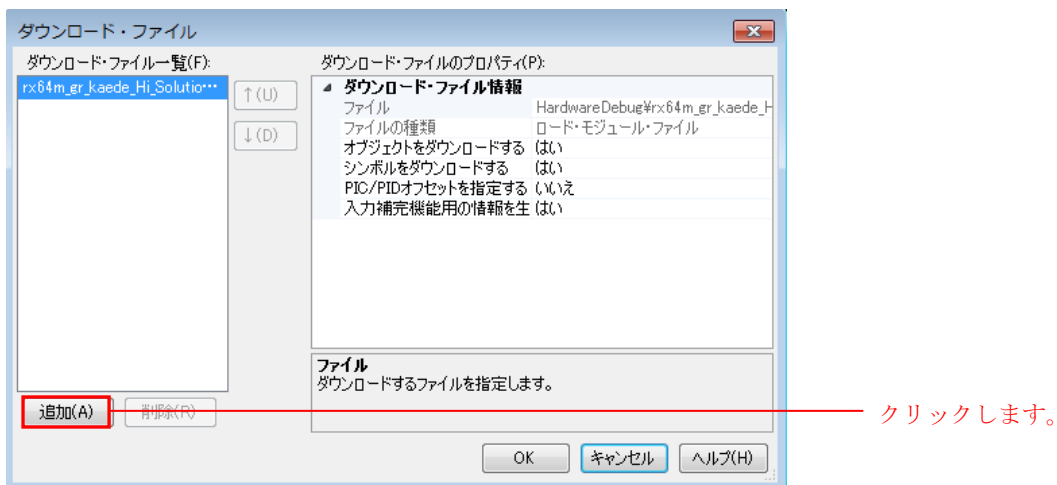 ダウンロード・ファイル
ダウンロード・ファイル一覧(F):
rx64m_gr_kaede_Hi_Solutio…
↑(U)
↓(D)
ダウンロード・ファイルのプロパティ(P):
ダウンロード・ファイル情報
ファイル HardwareDebug¥rx64m_gr_kaede_H
ファイルの種類 ロード・モジュール・ファイル
オブジェクトをダウンロードする はい
シンボルをダウンロードする はい
PIC/PIDオフセットを指定する いいえ
入力補完機能用の情報を生 はい
ファイル
ダウンロードするファイルを指定します。
追加(A)
削除(R)
クリックします。
OK
キャンセル
ヘルプ(H)